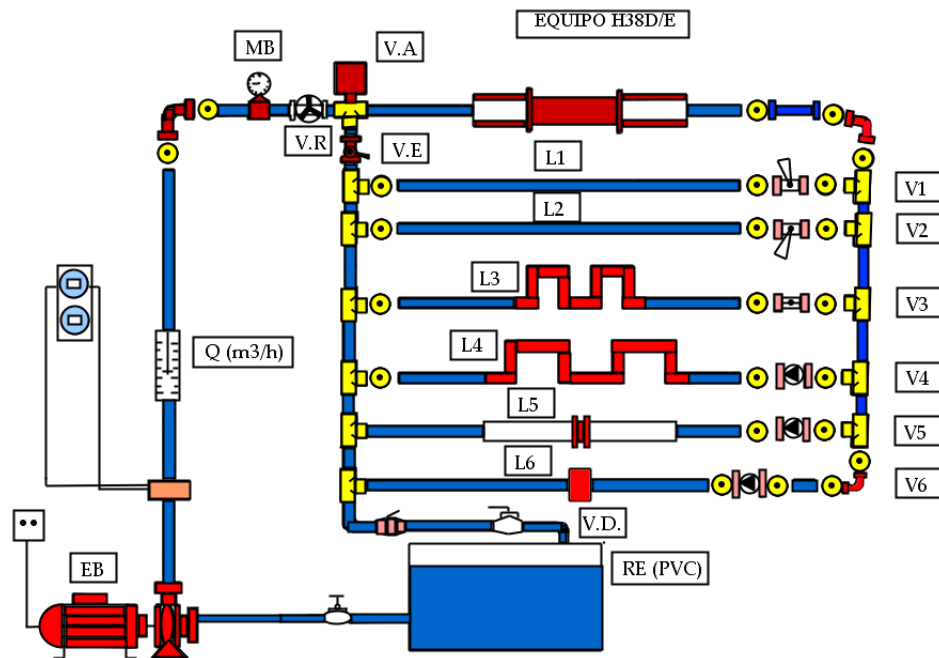 EQUIPO H38D/E
MB
V.A
V.R
V.E
L1
V1
L2
V2
L3
V3
Q (m3/h)
L4
V4
L5
V5
L6
V6
V.D.
EB
RE (PVC)